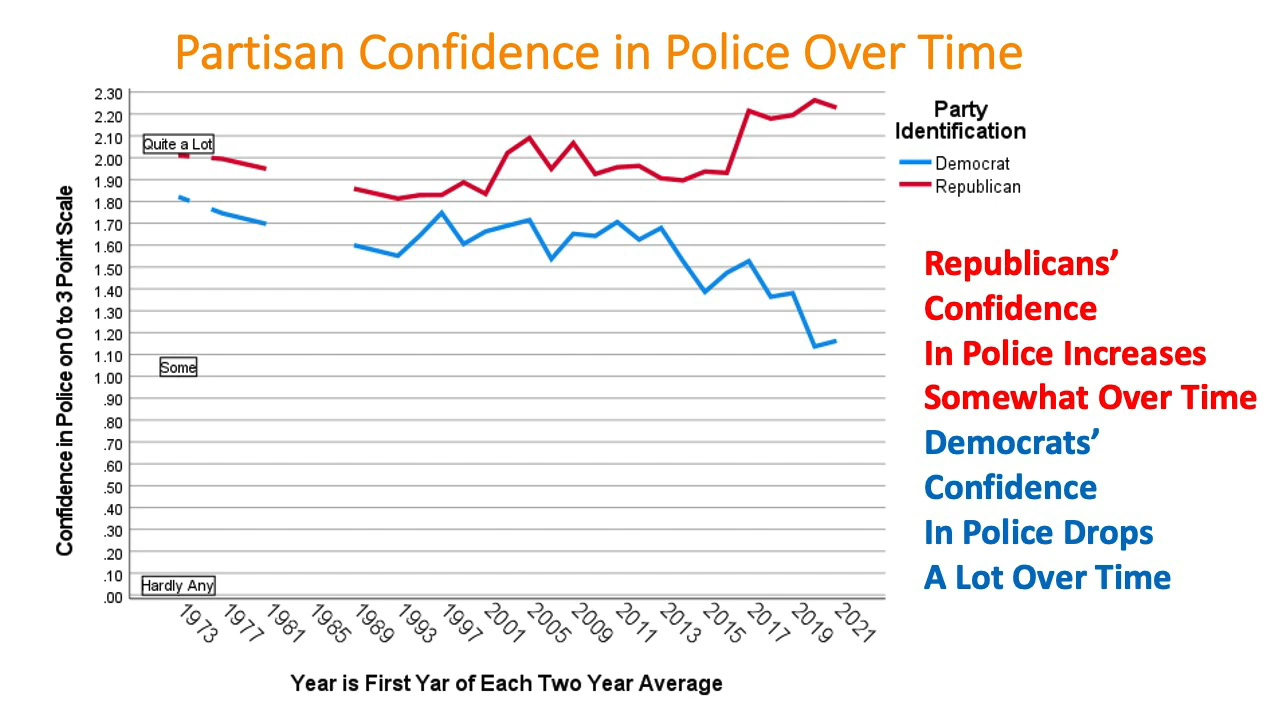 Partisan Confidence in Police Over Time
2.30
2.20
2.10
2.00
1.90
1.80
1.70
1.60
1.50
1.40
1.30
1.20
1.10
1.00
.90
.80
.70
.60
.50
.40
.30
.20
.10
.00
Confidence in Police on 0 to 3 Point Scale
Quite a Lot
Some
Hardly Any
1973
1977
1981
1985
1989
1993
1997
2001
2005
2009
2011
2013
2015
2017
2019
2021
Year is First Yar of Each Two Year Average
Party
Identification
Democrat
Republican
Republicans’
Confidence
In Police Increases
Somewhat Over Time
Democrats’
Confidence
In Police Drops
A Lot Over Time